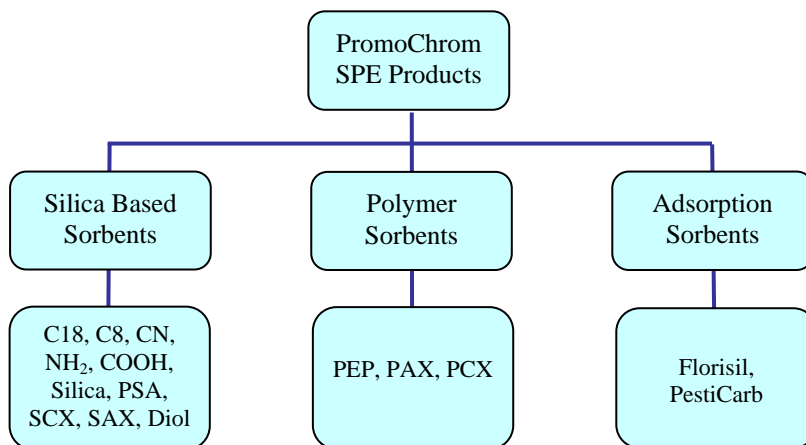 PromoChrom
SPE Products
Silica Based
Sorbents
Polymer
Sorbents
Adsorption
Sorbents
C18, C8, CN,
NH₂, COOH,
Silica, PSA,
SCX, SAX, Diol
PEP, PAX, PCX
Florisil,
PestiCarb